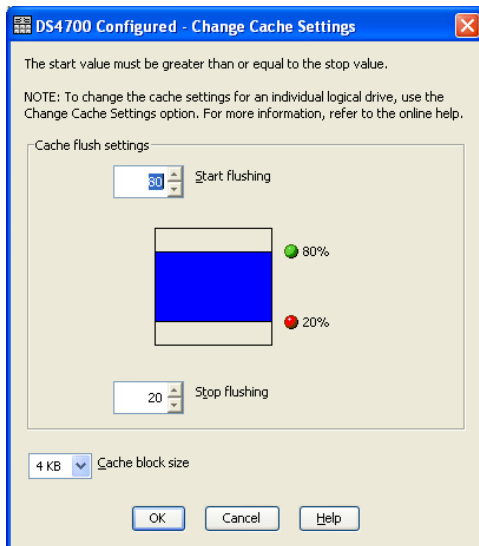 DS4700 Configured - Change Cache Settings
The start value must be greater than or equal to the stop value.
NOTE: To change the cache settings for an individual logical drive, use the
Change Cache Settings option. For more information, refer to the online help.
Cache flush settings
80 Start flushing
80%
20%
20 Stop flushing
4 KB Cache block size
OK Cancel Help